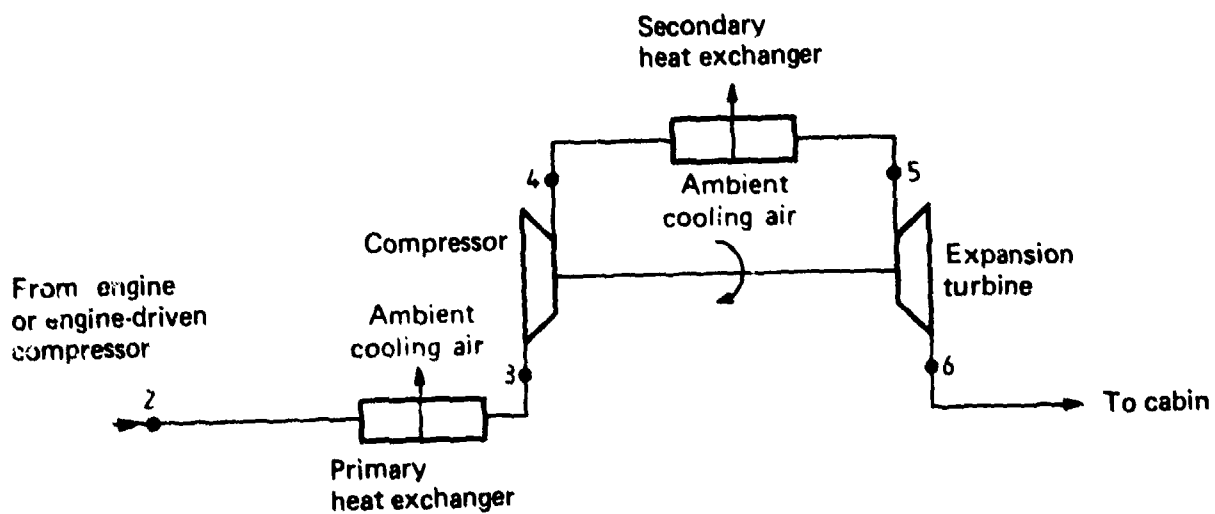 Secondary
heat exchanger
4
5
Ambient
cooling air
Compressor
Expansion
turbine
From engine
or engine-driven
compressor
Ambient
cooling air
2
3
6
To cabin
Primary
heat exchanger